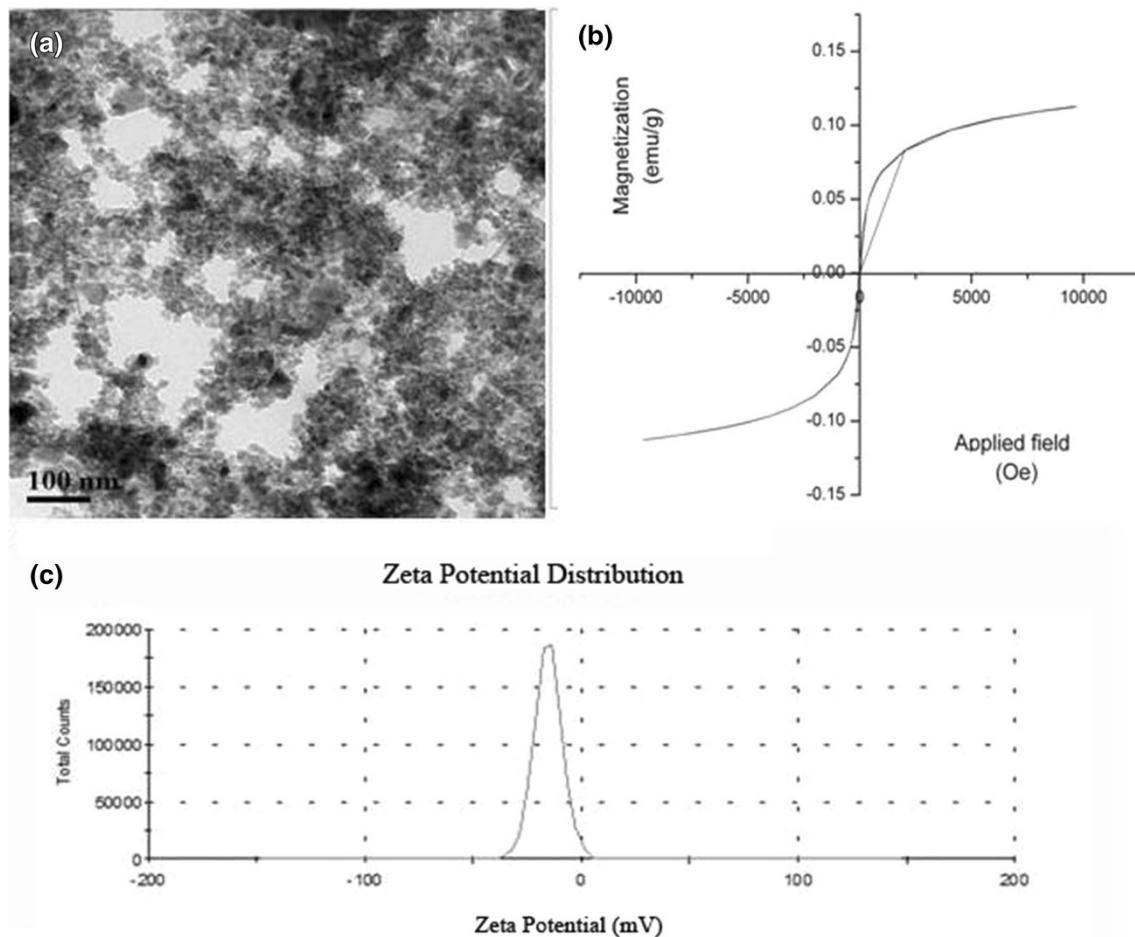 (a)
100 nm
(b)
Magnetization
(emu/g)
0.15
0.10
0.05
0.00
-10000
-5000
0
5000
10000
-0.05
-0.10
-0.15
Applied field
(Oe)
(c)
Zeta Potential Distribution
Total Counts
200000
150000
100000
50000
0
-200
-100
0
100
200
Zeta Potential (mV)